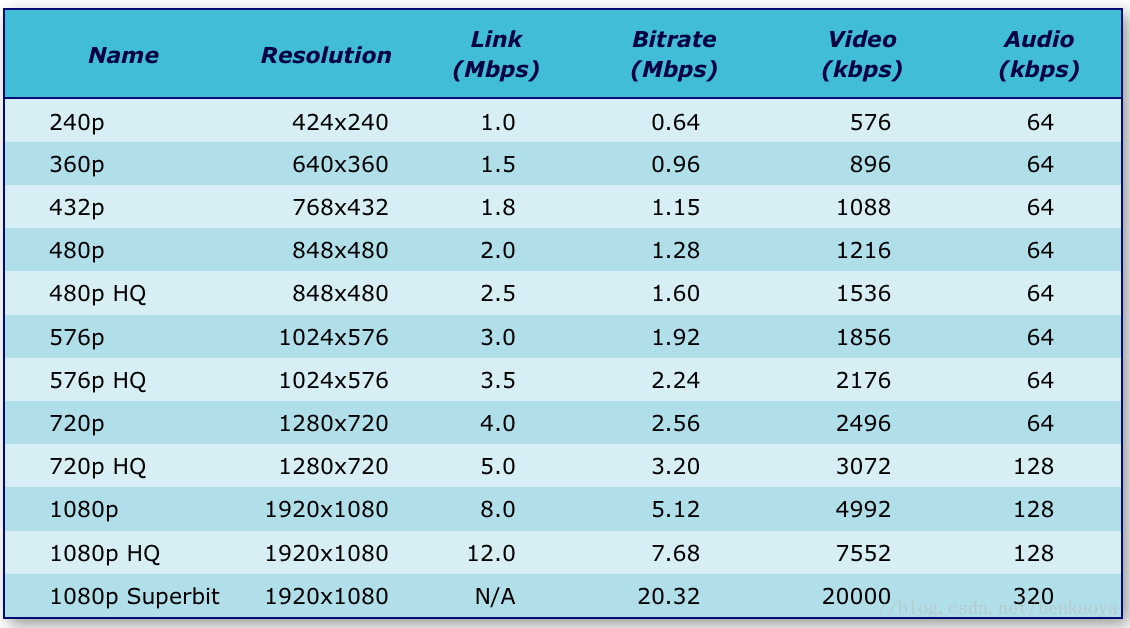 Name Resolution Link (Mbps) Bitrate (Mbps) Video (kbps) Audio (kbps)
240p 424x240 1.0 0.64 576 64
360p 640x360 1.5 0.96 896 64
432p 768x432 1.8 1.15 1088 64
480p 848x480 2.0 1.28 1216 64
480p HQ 848x480 2.5 1.60 1536 64
576p 1024x576 3.0 1.92 1856 64
576p HQ 1024x576 3.5 2.24 2176 64
720p 1280x720 4.0 2.56 2496 64
720p HQ 1280x720 5.0 3.20 3072 128
1080p 1920x1080 8.0 5.12 4992 128
1080p HQ 1920x1080 12.0 7.68 7552 128
1080p Superbit 1920x1080 N/A 20.32 20000 320
//blog.csdn.net/benkaoya